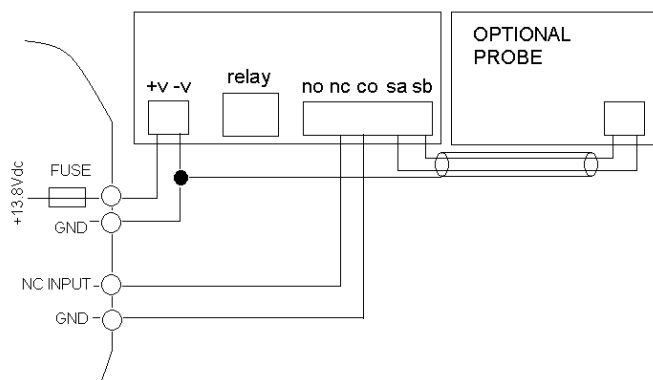 OPTIONAL
PROBE
relay
+v -v
no nc co sa sb
FUSE
+13.8Vdc
GND
NC INPUT
GND